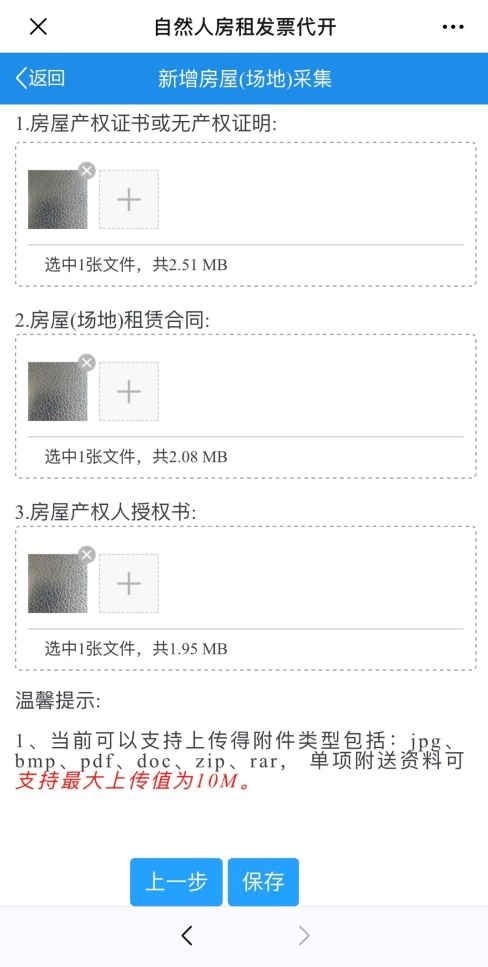 自然人房租发票代开
返回
新增房屋(场地)采集
1.房屋产权证书或无产权证明:
选中1张文件，共2.51 MB
2.房屋(场地)租赁合同:
选中1张文件，共2.08 MB
3.房屋产权人授权书:
选中1张文件，共1.95 MB
温馨提示:
1、当前可以支持上传得附件类型包括：jpg、
bmp、pdf、doc、zip、rar， 单项附送资料可
支持最大上传值为10M。
上一步
保存